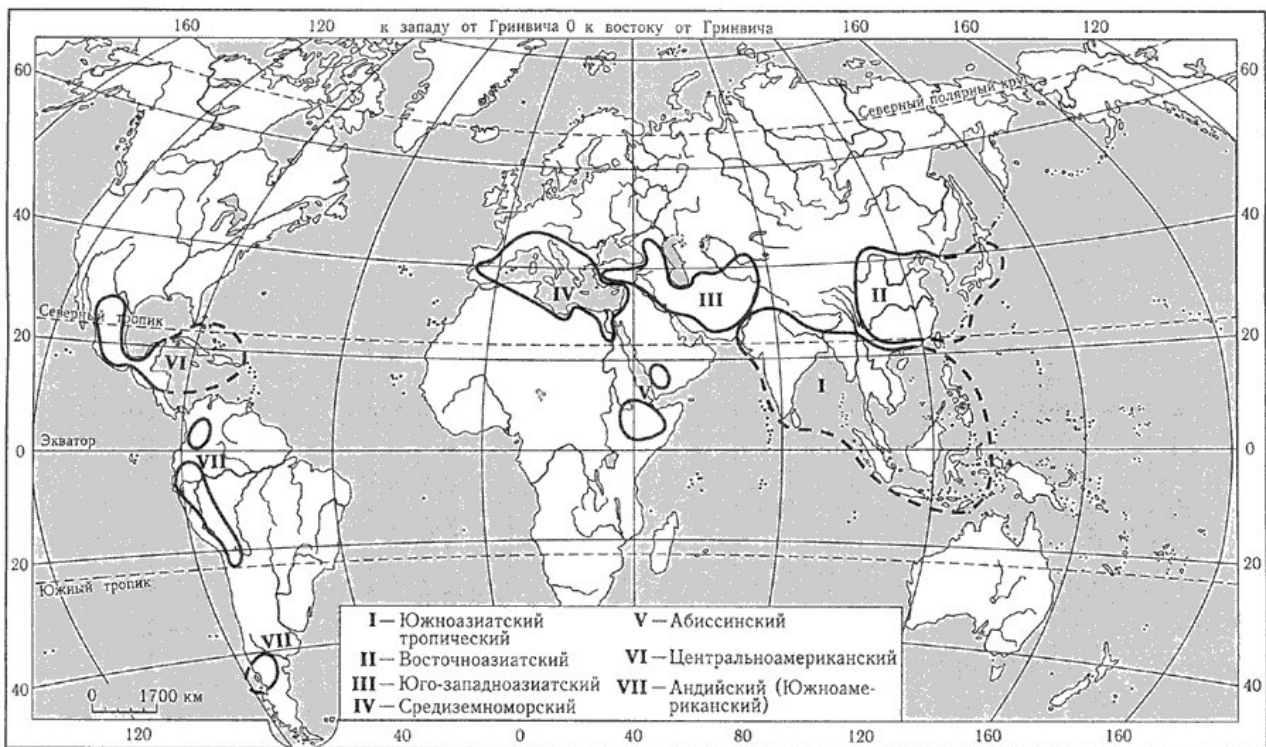 160 120 к западу от Гринвича 0 к востоку от Гринвича 160 160 120
60 60
Северный полярный круг
40 40
Северный тропик
20 20
IV III II
VI I
V
Экватор
0 0
VII
20 20
Южный тропик
VII
I — Южноазиатский тропический
II — Восточноазиатский
III — Юго-западноазиатский
IV — Средиземноморский
V — Абиссинский
VI — Центральноамериканский
VII — Андийский (Южноаме-
риканский)
0 1700 км
40 40
120 40 0 40 80 120 160 160